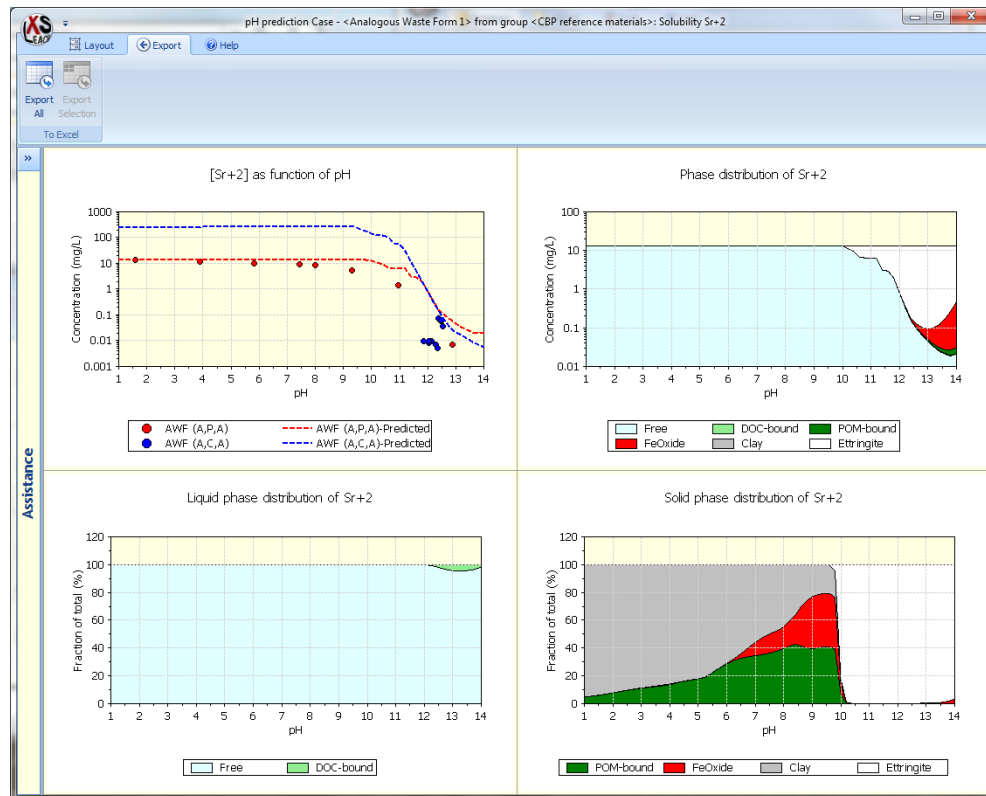 pH prediction Case - <Analogous Waste Form 1> from group <CBP reference materials>: Solubility Sr+2
XS
LEACH
Layout
Export
Help
Export All
Export Selection
To Excel
»
Assistance
[Sr+2] as function of pH
Concentration (mg/L)
1000
100
10
1
0.1
0.01
0.001
1 2 3 4 5 6 7 8 9 10 11 12 13 14
pH
AWF (A,P,A) AWF (A,P,A)-Predicted
AWF (A,C,A) AWF (A,C,A)-Predicted
Phase distribution of Sr+2
Concentration (mg/L)
100
10
1
0.1
0.01
1 2 3 4 5 6 7 8 9 10 11 12 13 14
pH
Free DOC-bound POM-bound
FeOxide Clay Ettringite
Liquid phase distribution of Sr+2
Fraction of total (%)
120
100
80
60
40
20
0
1 2 3 4 5 6 7 8 9 10 11 12 13 14
pH
Free DOC-bound
Solid phase distribution of Sr+2
Fraction of total (%)
120
100
80
60
40
20
0
1 2 3 4 5 6 7 8 9 10 11 12 13 14
pH
POM-bound FeOxide Clay Ettringite